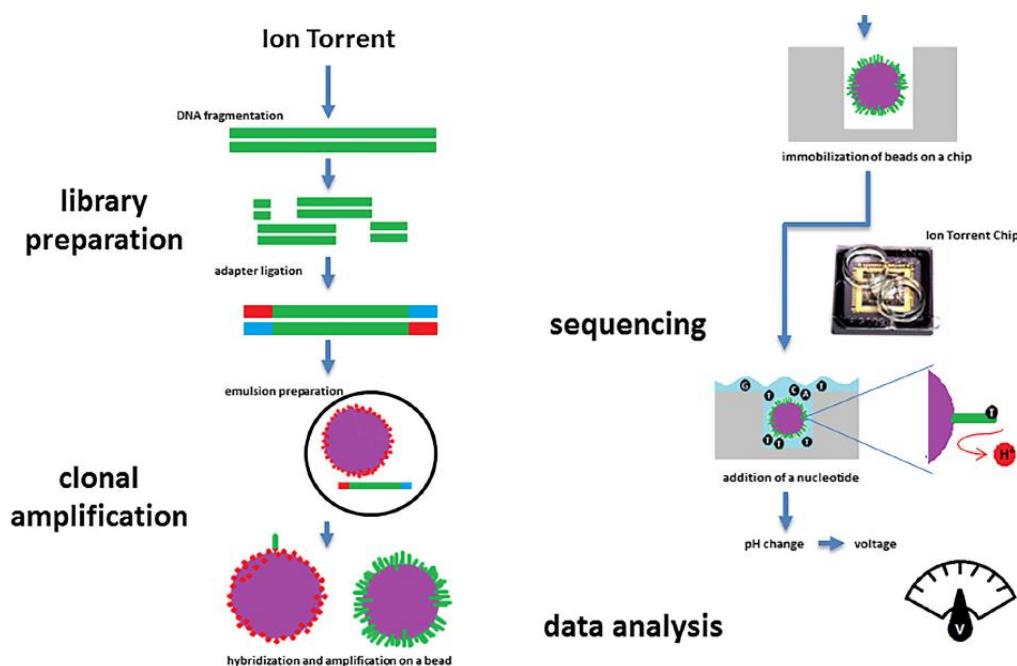 Ion Torrent
DNA fragmentation
library
preparation
adapter ligation
emulsion preparation
clonal
amplification
hybridization and amplification on a bead
immobilization of beads on a chip
Ion Torrent Chip
sequencing
G
T
C
A
T
T
T
T
T
H+
addition of a nucleotide
pH change
voltage
data analysis
V